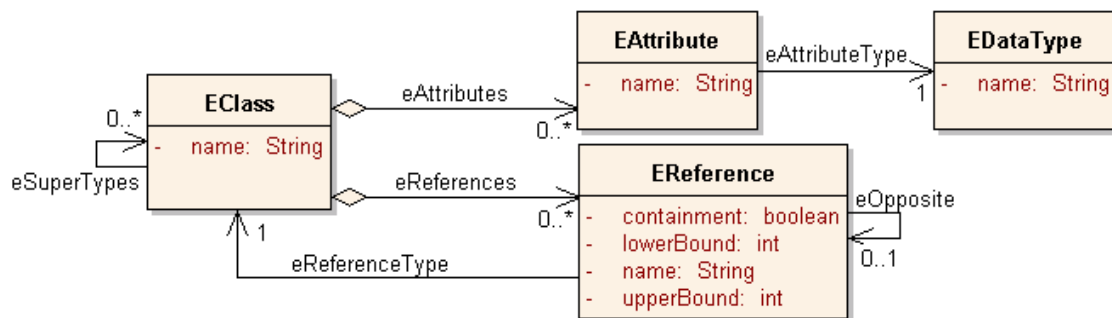 EAttribute
- name: String
eAttributeType
1
EDataType
- name: String
EClass
- name: String
0..*
eSuperTypes
eAttributes
0..*
eReferences
0..*
EReference
- containment: boolean
- lowerBound: int
- name: String
- upperBound: int
eOpposite
0..1
1
eReferenceType